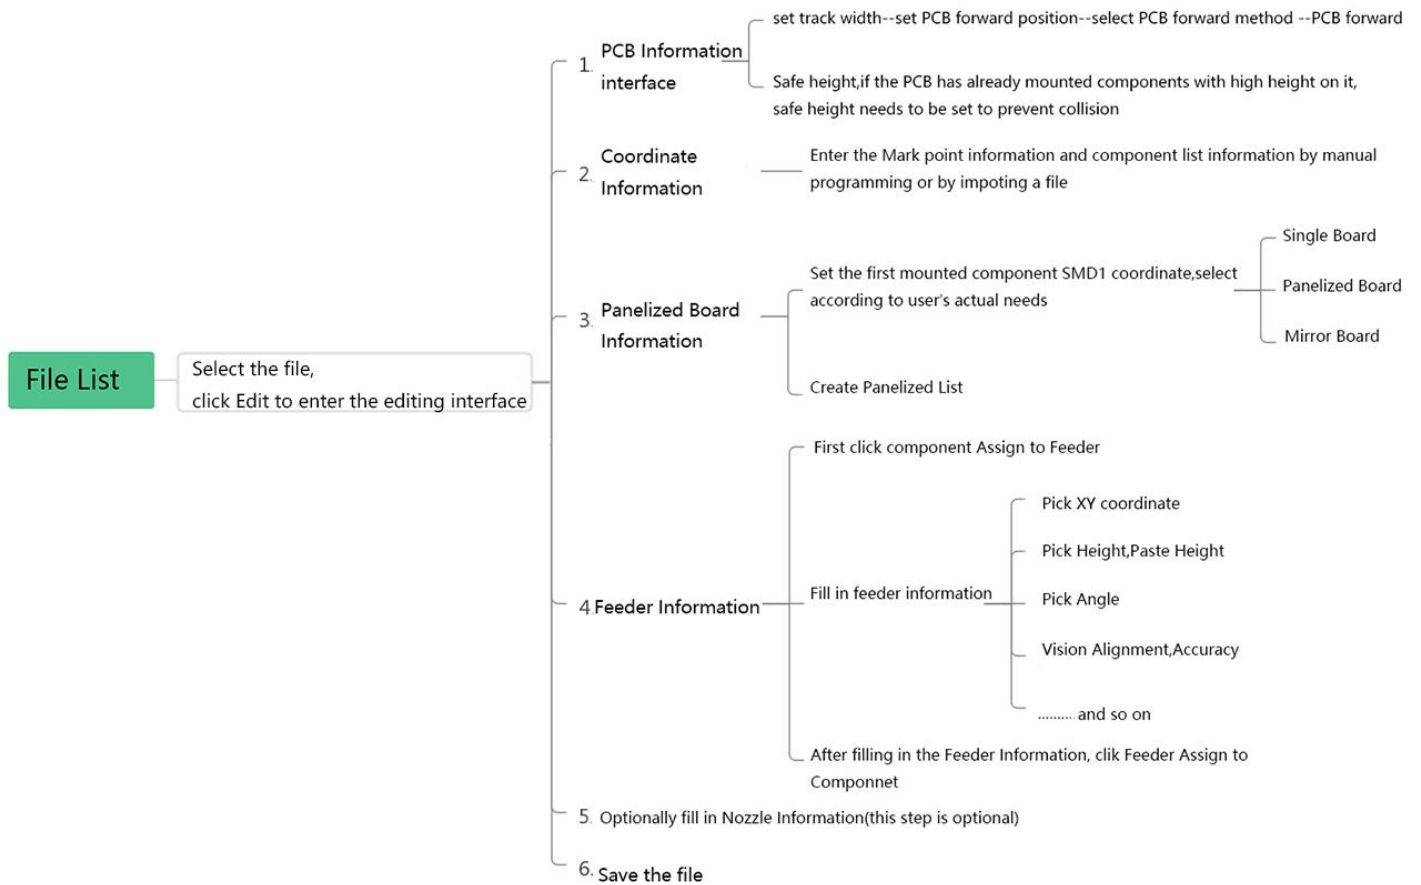 File List
Select the file,
click Edit to enter the editing interface
1.
PCB Information
interface
set track width--set PCB forward position--select PCB forward method --PCB forward
Safe height,if the PCB has already mounted components with high height on it,
safe height needs to be set to prevent collision
2.
Coordinate
Information
Enter the Mark point information and component list information by manual
programming or by impoting a file
3.
Panelized Board
Information
Set the first mounted component SMD1 coordinate,select
according to user's actual needs
Single Board
Panelized Board
Mirror Board
Create Panelized List
4
Feeder Information
First click component Assign to Feeder
Fill in feeder information
Pick XY coordinate
Pick Height,Paste Height
Pick Angle
Vision Alignment,Accuracy
.......... and so on
After filling in the Feeder Information, clik Feeder Assign to
Componnet
5.
Optionally fill in Nozzle Information(this step is optional)
6.
Save the file